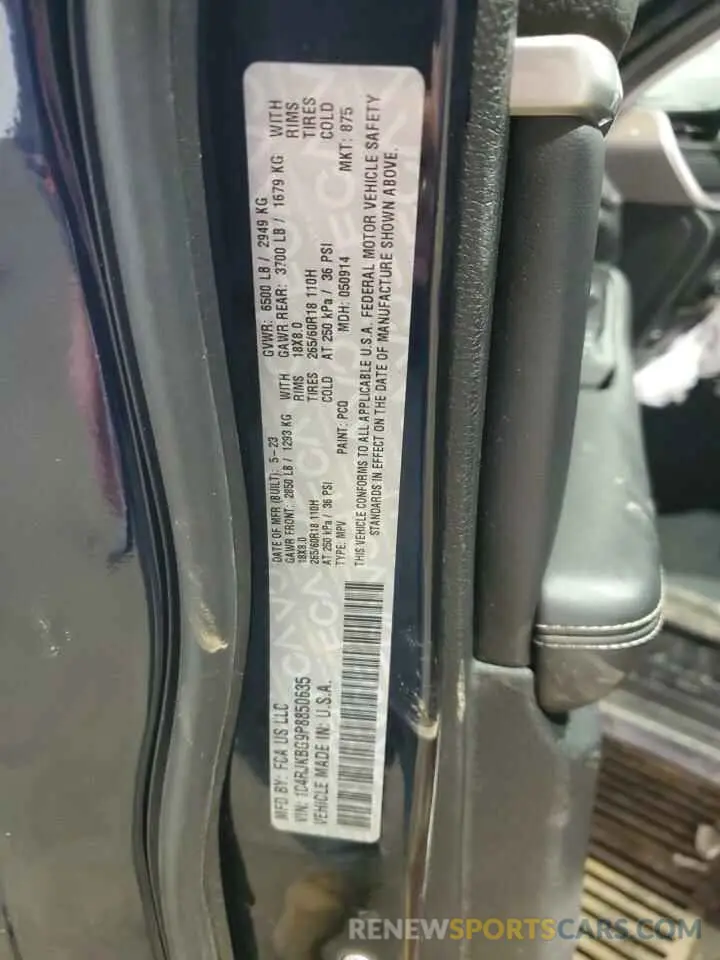 MFD BY: FCA US LLC
DATE OF MFR (BUILT): 5-23
GVWR: 6500 LB / 2949 KG
GAWR FRONT: 2850 LB / 1293 KG WITH
GAWR REAR: 3700 LB / 1679 KG WITH
18X8.0 RIMS
18X8.0 RIMS
265/60R18 110H TIRES
265/60R18 110H TIRES
AT 250 kPa / 36 PSI COLD
AT 250 kPa / 36 PSI COLD
VIN: 1C4RJKBG9P8850635
TYPE: MPV
PAINT: PCQ
MDH: 050914
MKT: 875
VEHICLE MADE IN: U.S.A.
THIS VEHICLE CONFORMS TO ALL APPLICABLE U.S.A. FEDERAL MOTOR VEHICLE SAFETY
STANDARDS IN EFFECT ON THE DATE OF MANUFACTURE SHOWN ABOVE.
RENEWSPORTSCARS.COM